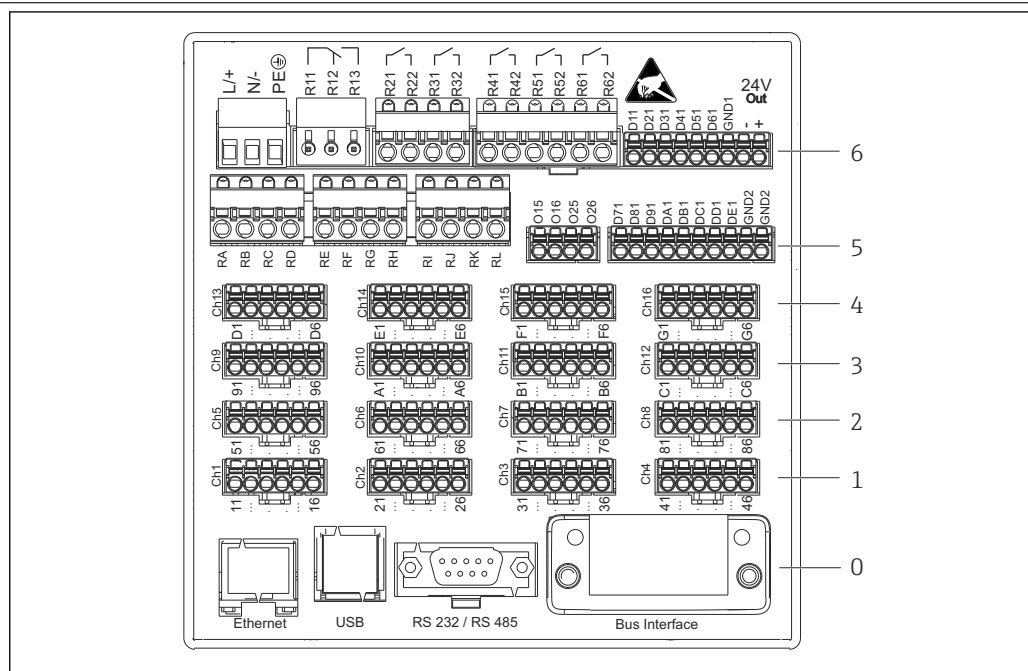 L/+ N/- PE R11 R12 R13 R21 R22 R31 R32 R41 R42 R51 R52 R61 R62 24V Out
D11 D21 D31 D41 D51 D61 GND1 - +
6
D71 D81 D91 DA1 DB1 DC1 DD1 DE1 GND2 GND2
O15 O16 O25 O26
5
RA RB RC RD RE RF RG RH RI RJ RK RL
Ch13 Ch14 Ch15 Ch16 4
D1 ... D6 E1 ... E6 F1 ... F6 G1 ... G6
Ch9 Ch10 Ch11 Ch12 3
91 ... 96 A1 ... A6 B1 ... B6 C1 ... C6
Ch5 Ch6 Ch7 Ch8 2
51 ... 56 61 ... 66 71 ... 76 81 ... 86
Ch1 Ch2 Ch3 Ch4 1
11 ... 16 21 ... 26 31 ... 36 41 ... 46
0
Ethernet USB RS 232 / RS 485 Bus Interface